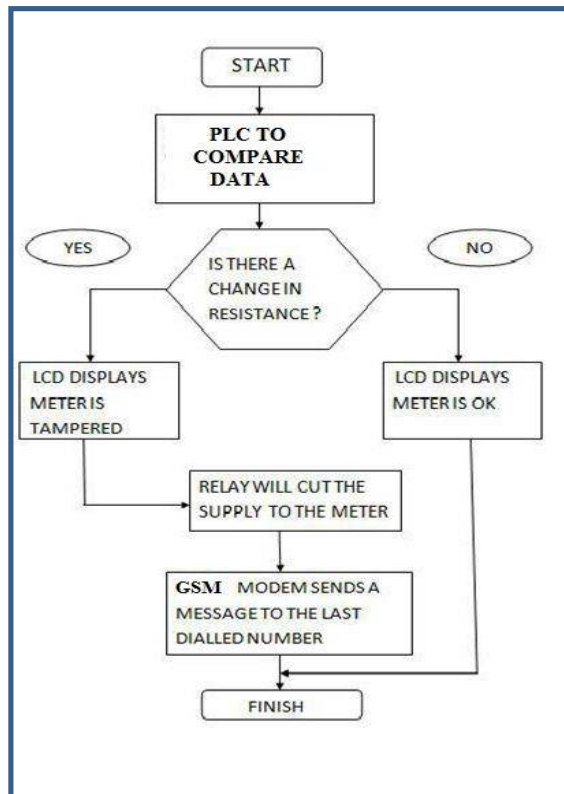 START
PLC TO
COMPARE
DATA
YES
NO
IS THERE A
CHANGE IN
RESISTANCE?
LCD DISPLAYS
METER IS
TAMPERED
LCD DISPLAYS
METER IS OK
RELAY WILL CUT THE
SUPPLY TO THE METER
GSM MODEM SENDS A
MESSAGE TO THE LAST
DIALLED NUMBER
FINISH